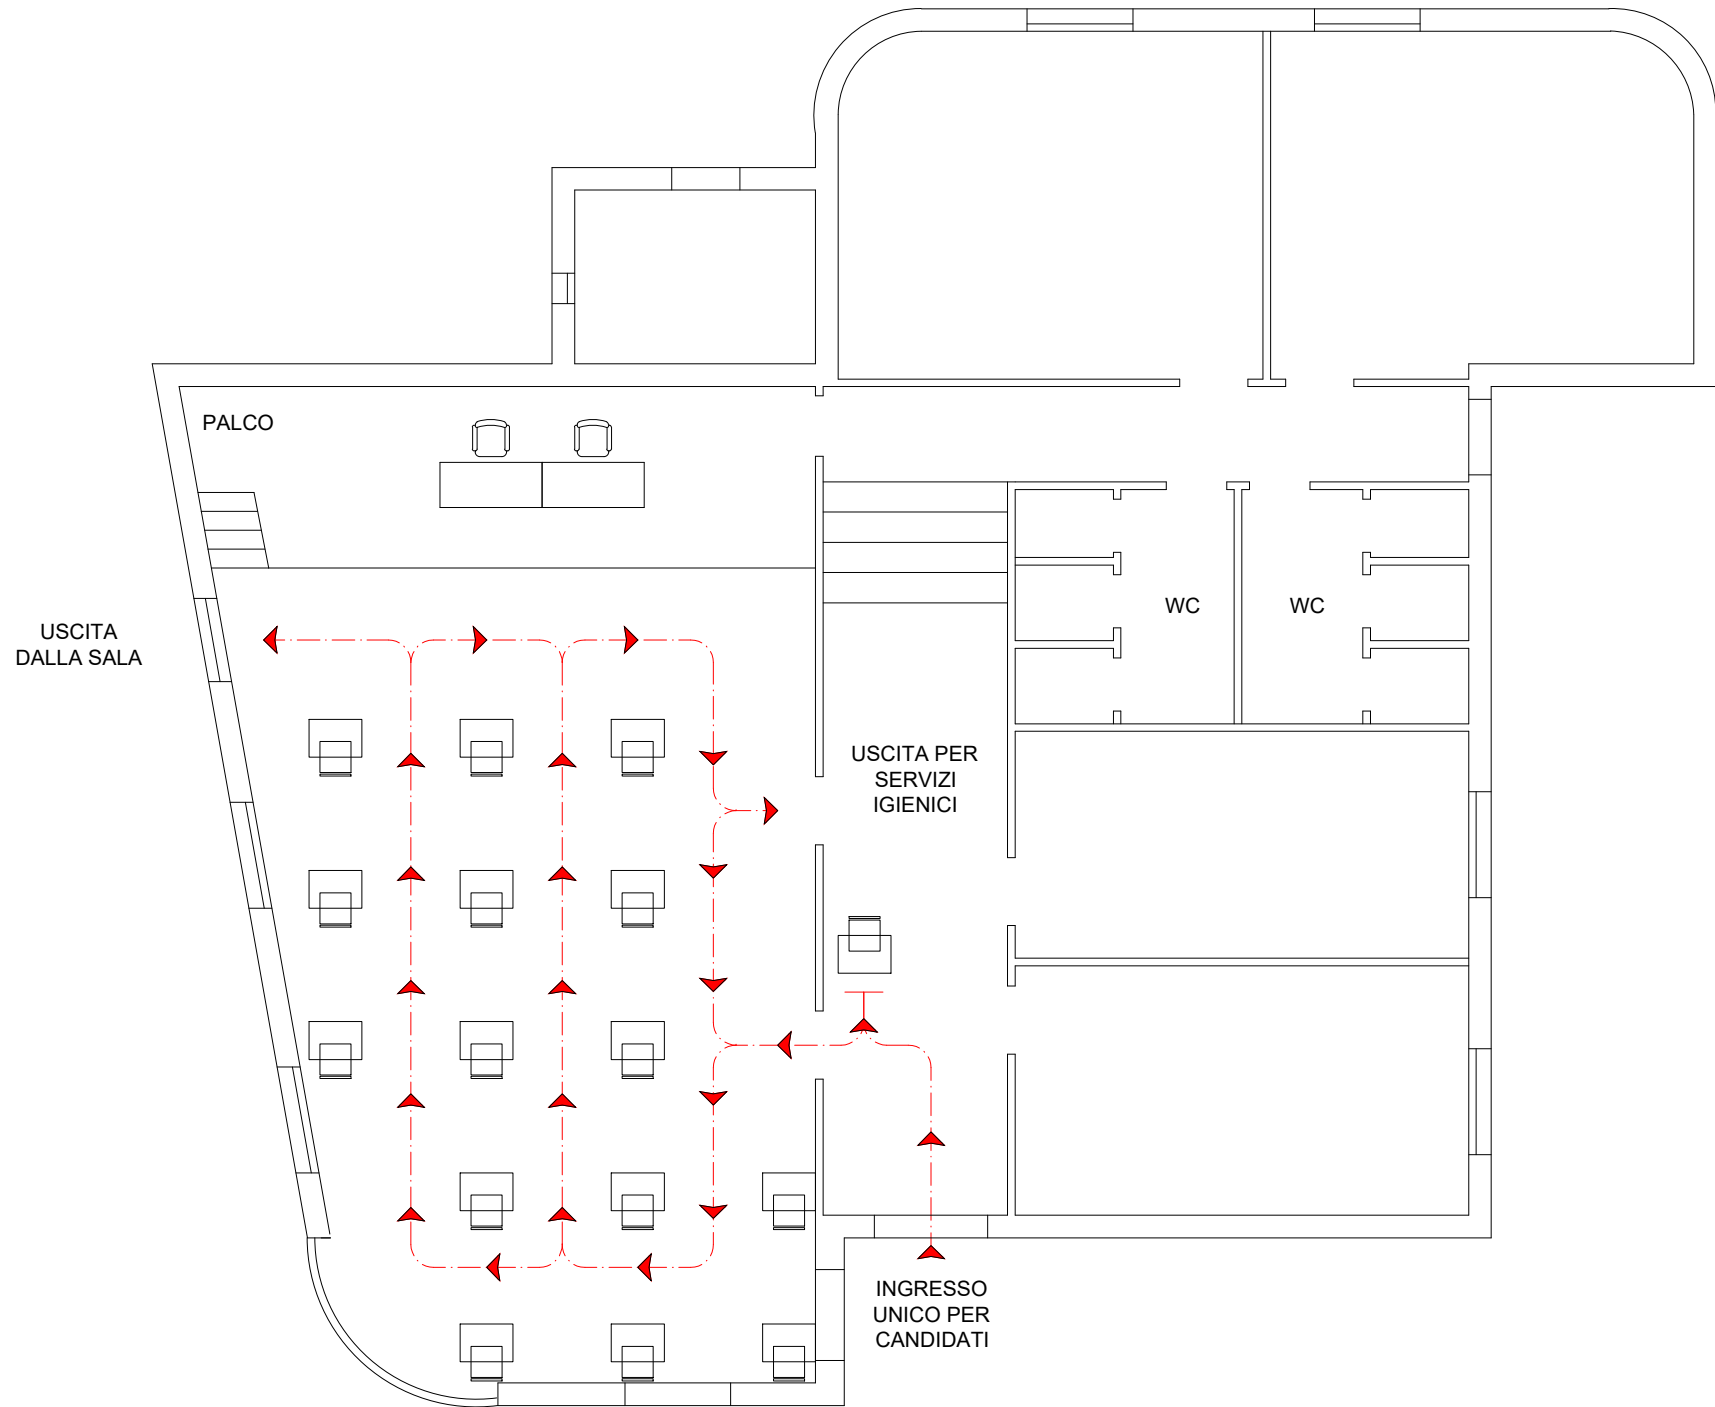 PALCO
USCITA
DALLA SALA
WC
WC
USCITA PER
SERVIZI
IGIENICI
INGRESSO
UNICO PER
CANDIDATI